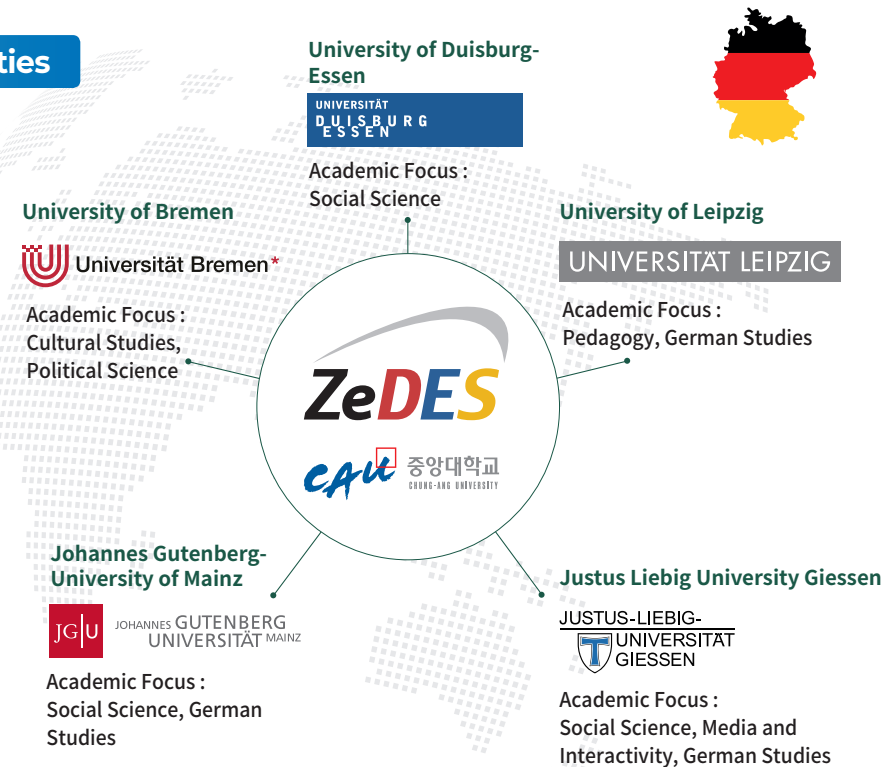 ties
University of Duisburg-
Essen
UNIVERSITÄT
DUISBURG
ESSEN
Academic Focus :
Social Science
University of Bremen
Universität Bremen*
Academic Focus :
Cultural Studies,
Political Science
University of Leipzig
UNIVERSITÄT LEIPZIG
Academic Focus :
Pedagogy, German Studies
ZeDES
CAU 중앙대학교
CHUNG-ANG UNIVERSITY
Johannes Gutenberg-
University of Mainz
JG|U JOHANNES GUTENBERG
UNIVERSITÄT MAINZ
Academic Focus :
Social Science, German
Studies
Justus Liebig University Giessen
JUSTUS-LIEBIG-
UNIVERSITÄT
GIESSEN
Academic Focus :
Social Science, Media and
Interactivity, German Studies